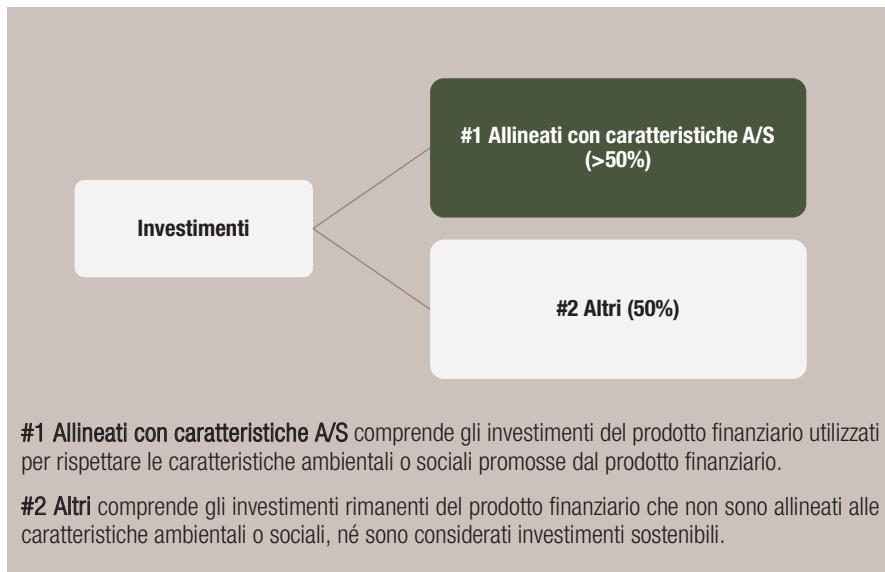 #1 Allineati con caratteristiche A/S
(>50%)
Investimenti
#2 Altri (50%)
#1 Allineati con caratteristiche A/S comprende gli investimenti del prodotto finanziario utilizzati
per rispettare le caratteristiche ambientali o sociali promosse dal prodotto finanziario.
#2 Altri comprende gli investimenti rimanenti del prodotto finanziario che non sono allineati alle
caratteristiche ambientali o sociali, né sono considerati investimenti sostenibili.